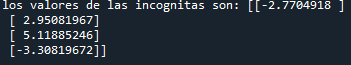 los valores de las incognitas son: [[-2.7704918 ]
[ 2.95081967]
[ 5.11885246]
[-3.30819672]]